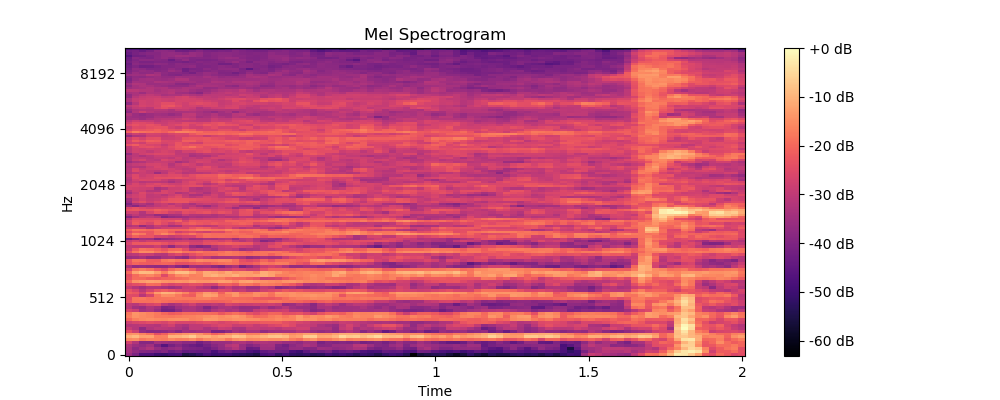 Mel Spectrogram
+0 dB
8192
-10 dB
4096
-20 dB
2048
-30 dB
Hz
1024
-40 dB
512
-50 dB
0
-60 dB
0 0.5 1 1.5 2
Time